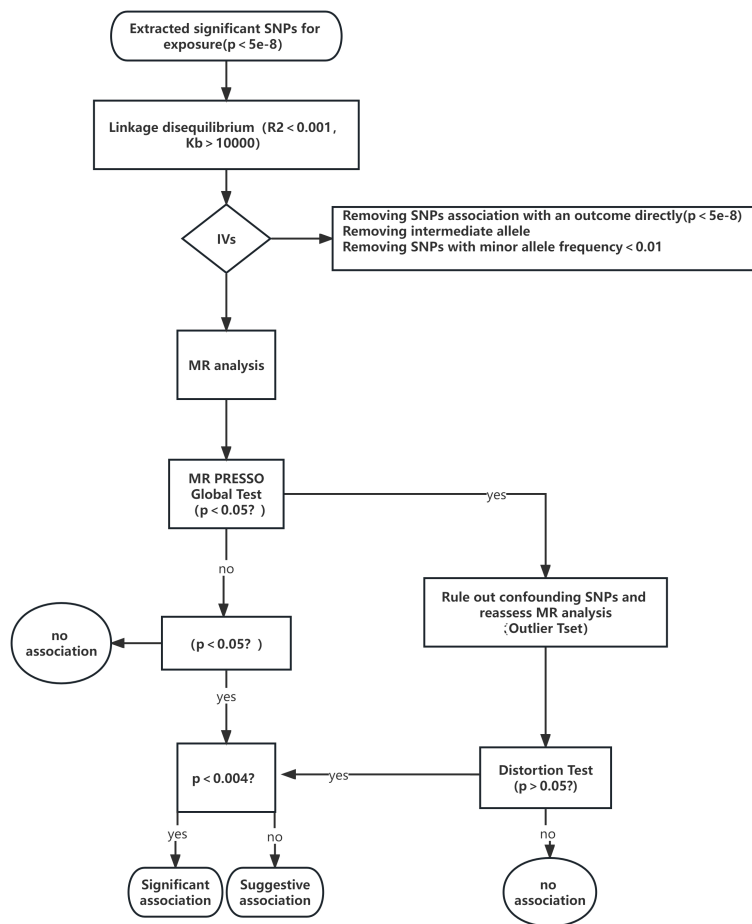 Extracted significant SNPs for
exposure(p < 5e-8)
Linkage disequilibrium（R2 < 0.001,
Kb > 10000）
IVs
Removing SNPs association with an outcome directly(p < 5e-8)
Removing intermediate allele
Removing SNPs with minor allele frequency < 0.01
MR analysis
MR PRESSO
Global Test
（p < 0.05? ）
yes
no
Rule out confounding SNPs and
reassess MR analysis
（Outlier Tset）
no
association
（p < 0.05? ）
yes
p < 0.004?
yes
Distortion Test
(p > 0.05?)
yes
no
no
Significant
association
Suggestive
association
no
association